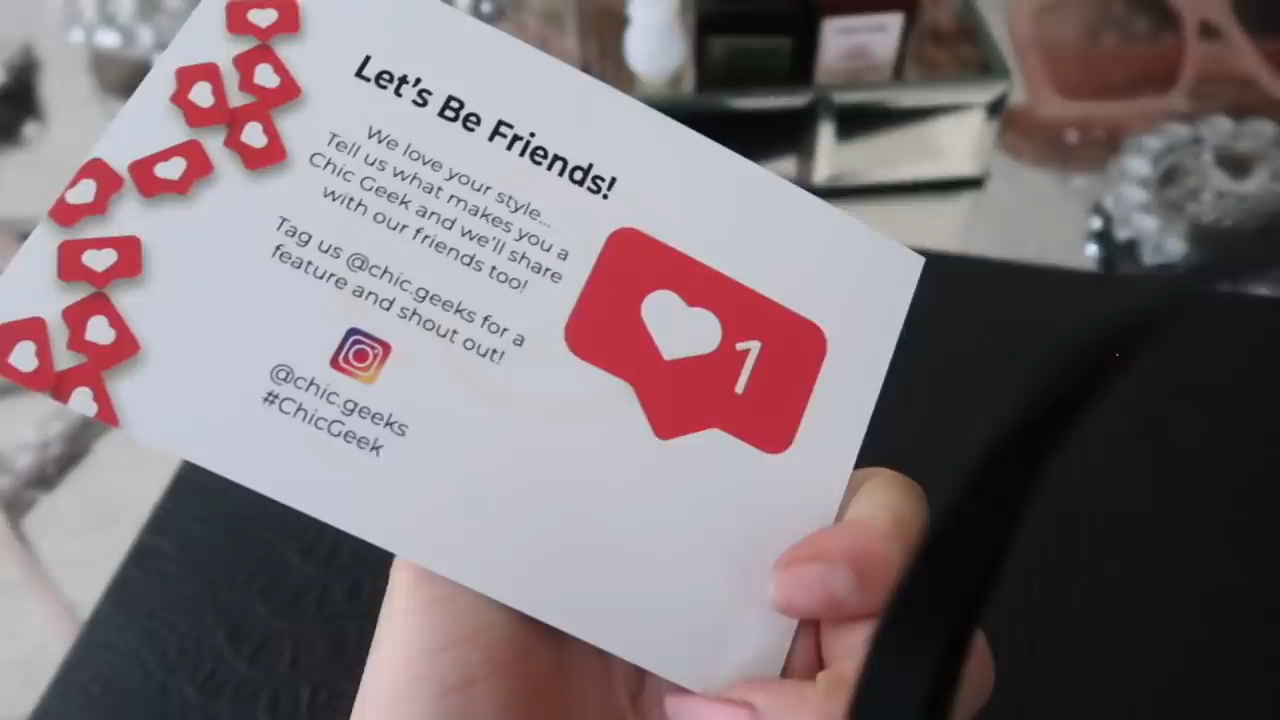 Let's Be Friends!
We love your style...
Tell us what makes you a
Chic Geek and we'll share
with our friends too!
Tag us @chic.geeks for a
feature and shout out!
@chic.geeks
#ChicGeek
1